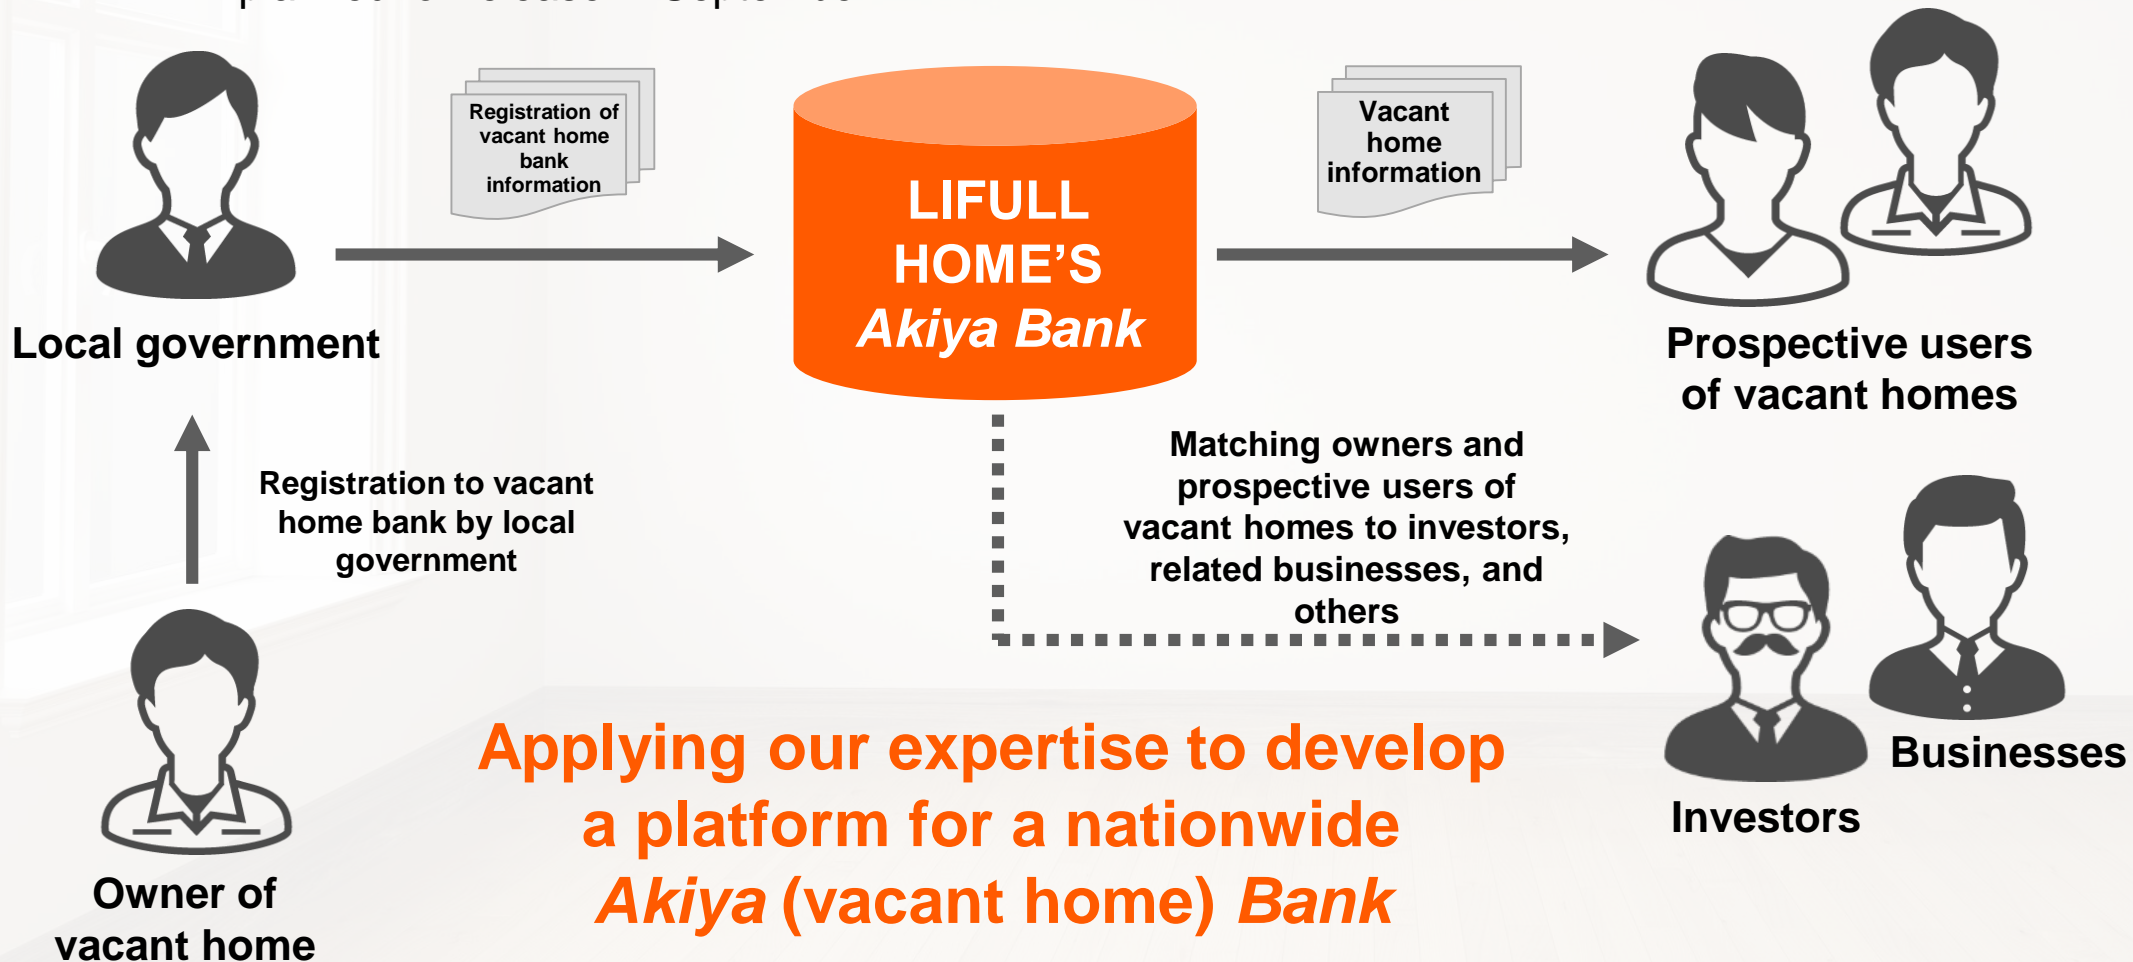 Registration of
vacant home
bank
information
LIFULL
HOME’S
Akiya Bank
Vacant
home
information
Local government
Prospective users
of vacant homes
Registration to vacant
home bank by local
government
Matching owners and
prospective users of
vacant homes to investors,
related businesses, and
others
Businesses
Investors
Owner of
vacant home
Applying our expertise to develop
a platform for a nationwide
Akiya (vacant home) Bank